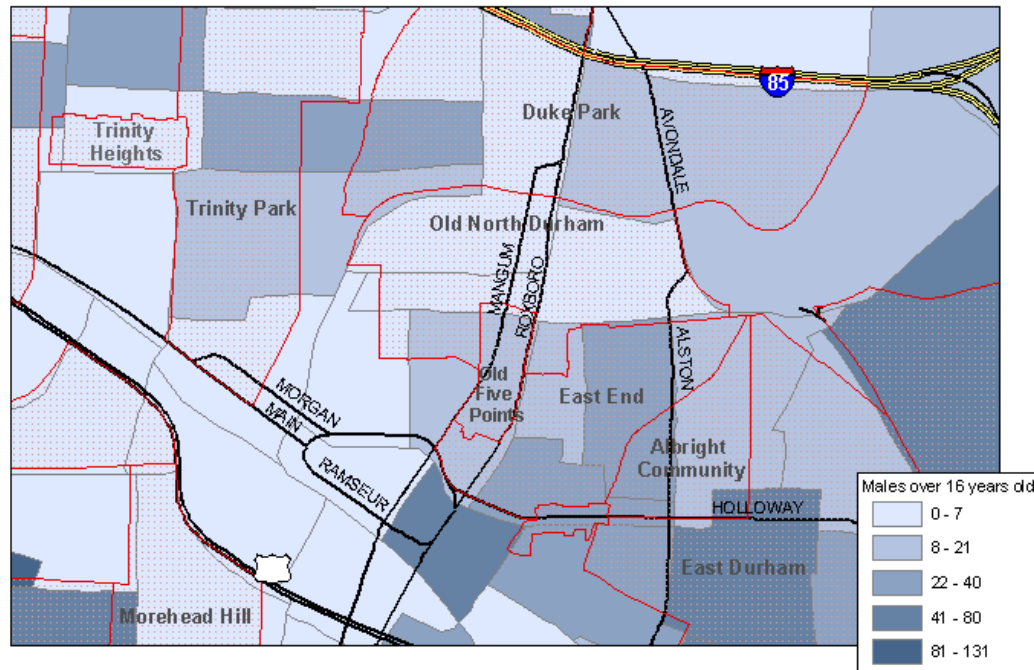 85
Duke Park
AVONDALE
Trinity
Heights
Trinity Park
Old North Durham
MANGUM
ROXBORO
ALSTON
Old
Five
Points
East End
MORGAN
MAIN
Albright
Community
RAMSEUR
HOLLOWAY
East Durham
Morehead Hill
Males over 16 years old
0 - 7
8 - 21
22 - 40
41 - 80
81 - 131